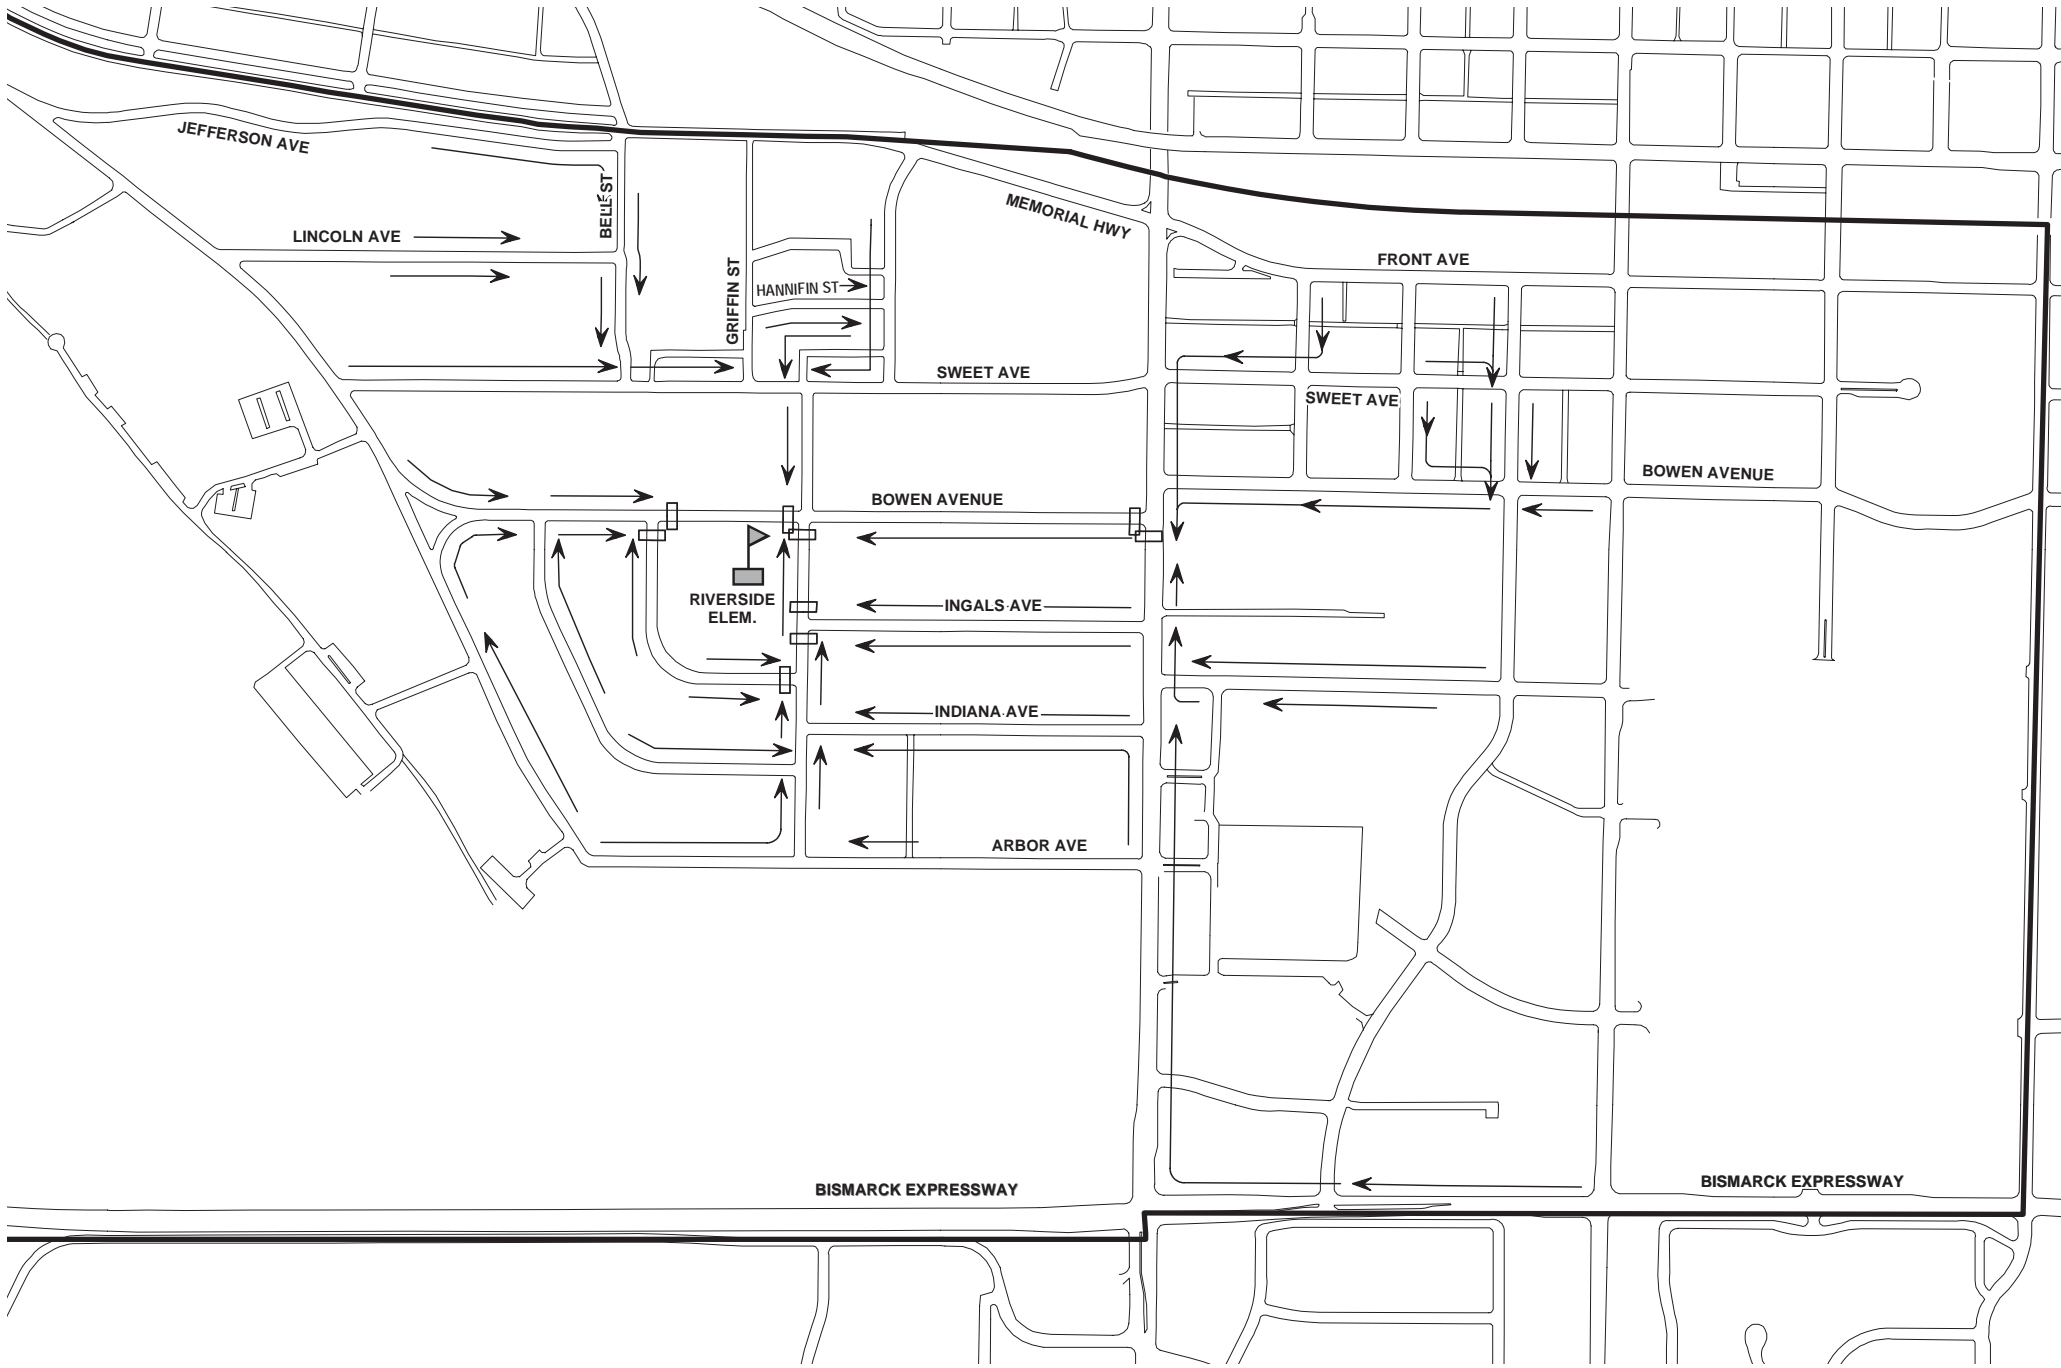 JEFFERSON AVE
BELL ST
MEMORIAL HWY
LINCOLN AVE
FRONT AVE
GRIFFIN ST
HANNIFIN ST
SWEET AVE
SWEET AVE
BOWEN AVENUE
BOWEN AVENUE
RIVERSIDE
ELEM.
INGALS AVE
INDIANA AVE
ARBOR AVE
BISMARCK EXPRESSWAY
BISMARCK EXPRESSWAY